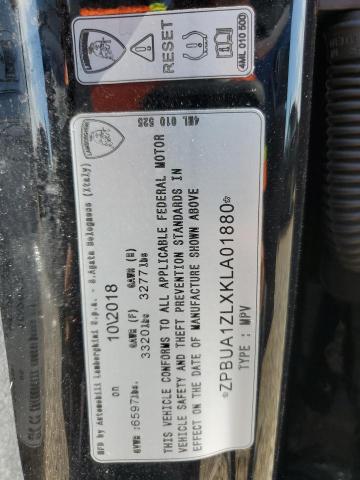 RESET
4ML 010 500
4ML 010 525
Mfd by Automobili Lamborghini S.p.a. - S.Agata Bolognese (Italy)
on 10\2018
GAWR (F) GAWR (R)
GVWR:6597lbs. 3320lbs 3277lbs
THIS VEHICLE CONFORMS TO ALL APPLICABLE FEDERAL MOTOR
VEHICLE SAFETY AND THEFT PREVENTION STANDARDS IN
EFFECT ON THE DATE OF MANUFACTURE SHOWN ABOVE
*ZPBUA1ZLXKLA01880*
TYPE : MPV